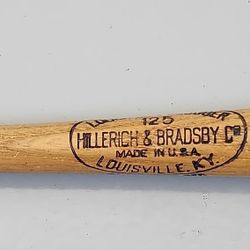 125
HILLERICH & BRADSBY Cº
MADE IN U.S.A.
LOUISVILLE, KY.